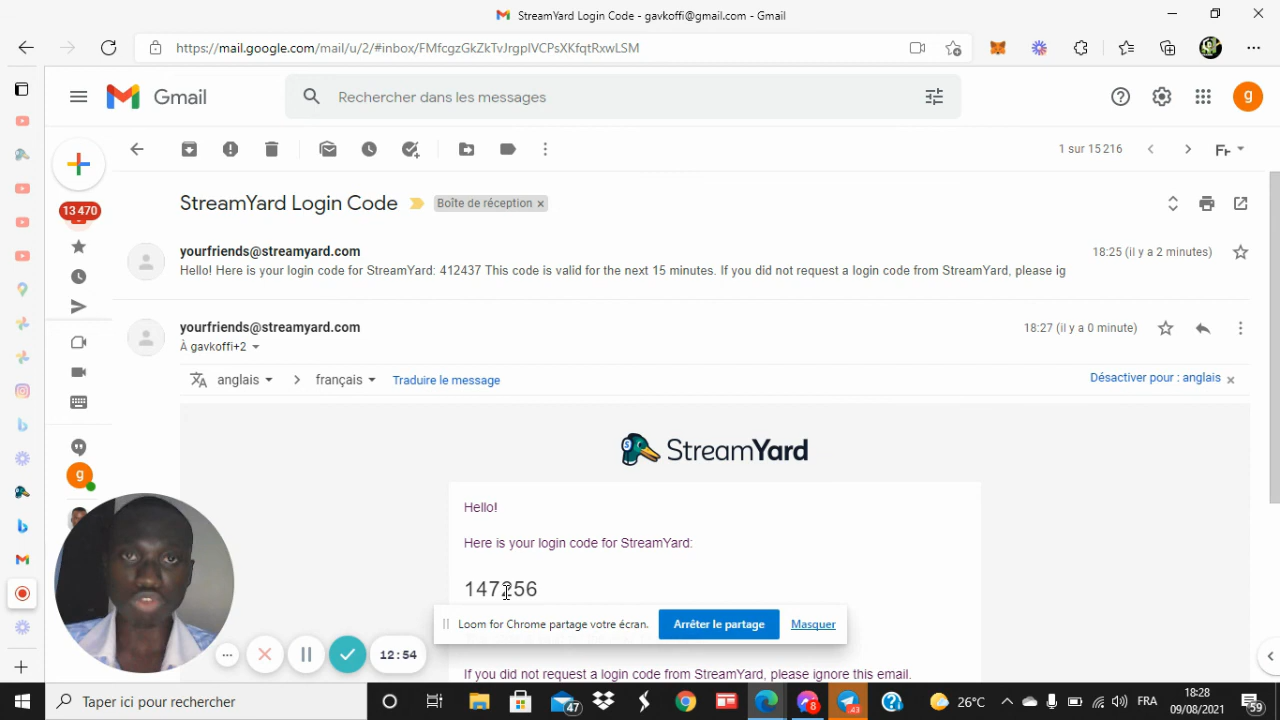 StreamYard Login Code - gavkoffi@gmail.com - Gmail
https://mail.google.com/mail/u/2/#inbox/FMfcgzGkZkTvJrgplVCPsXKfqtRxwLSM
Gmail
Rechercher dans les messages
g
1 sur 15 216
Fr
13 470
StreamYard Login Code
Boîte de réception ×
yourfriends@streamyard.com
18:25 (il y a 2 minutes)
Hello! Here is your login code for StreamYard: 412437 This code is valid for the next 15 minutes. If you did not request a login code from StreamYard, please ig
yourfriends@streamyard.com
18:27 (il y a 0 minute)
À gavkoffi+2
anglais
français
Traduire le message
Désactiver pour : anglais ×
StreamYard
g
Hello!
Here is your login code for StreamYard:
147256
Loom for Chrome partage votre écran.
Arrêter le partage
Masquer
12:54
If you did not request a login code from StreamYard, please ignore this email.
Taper ici pour rechercher
47
8
43
26°C
FRA
18:28
09/08/2021
59